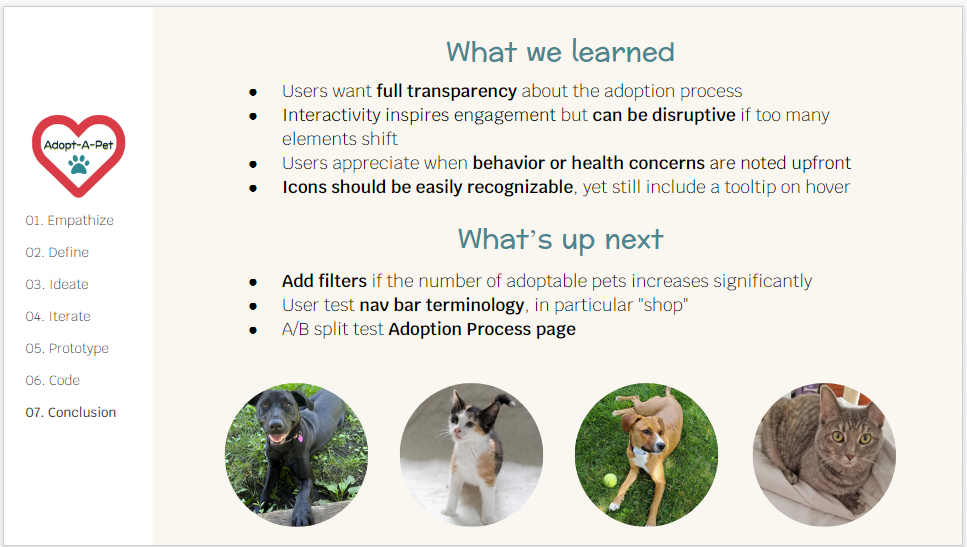 Adopt-A-Pet
01. Empathize
02. Define
03. Ideate
04. Iterate
05. Prototype
06. Code
07. Conclusion
What we learned
● Users want full transparency about the adoption process
● Interactivity inspires engagement but can be disruptive if too many
elements shift
● Users appreciate when behavior or health concerns are noted upfront
● Icons should be easily recognizable, yet still include a tooltip on hover
What's up next
● Add filters if the number of adoptable pets increases significantly
● User test nav bar terminology, in particular "shop"
● A/B split test Adoption Process page